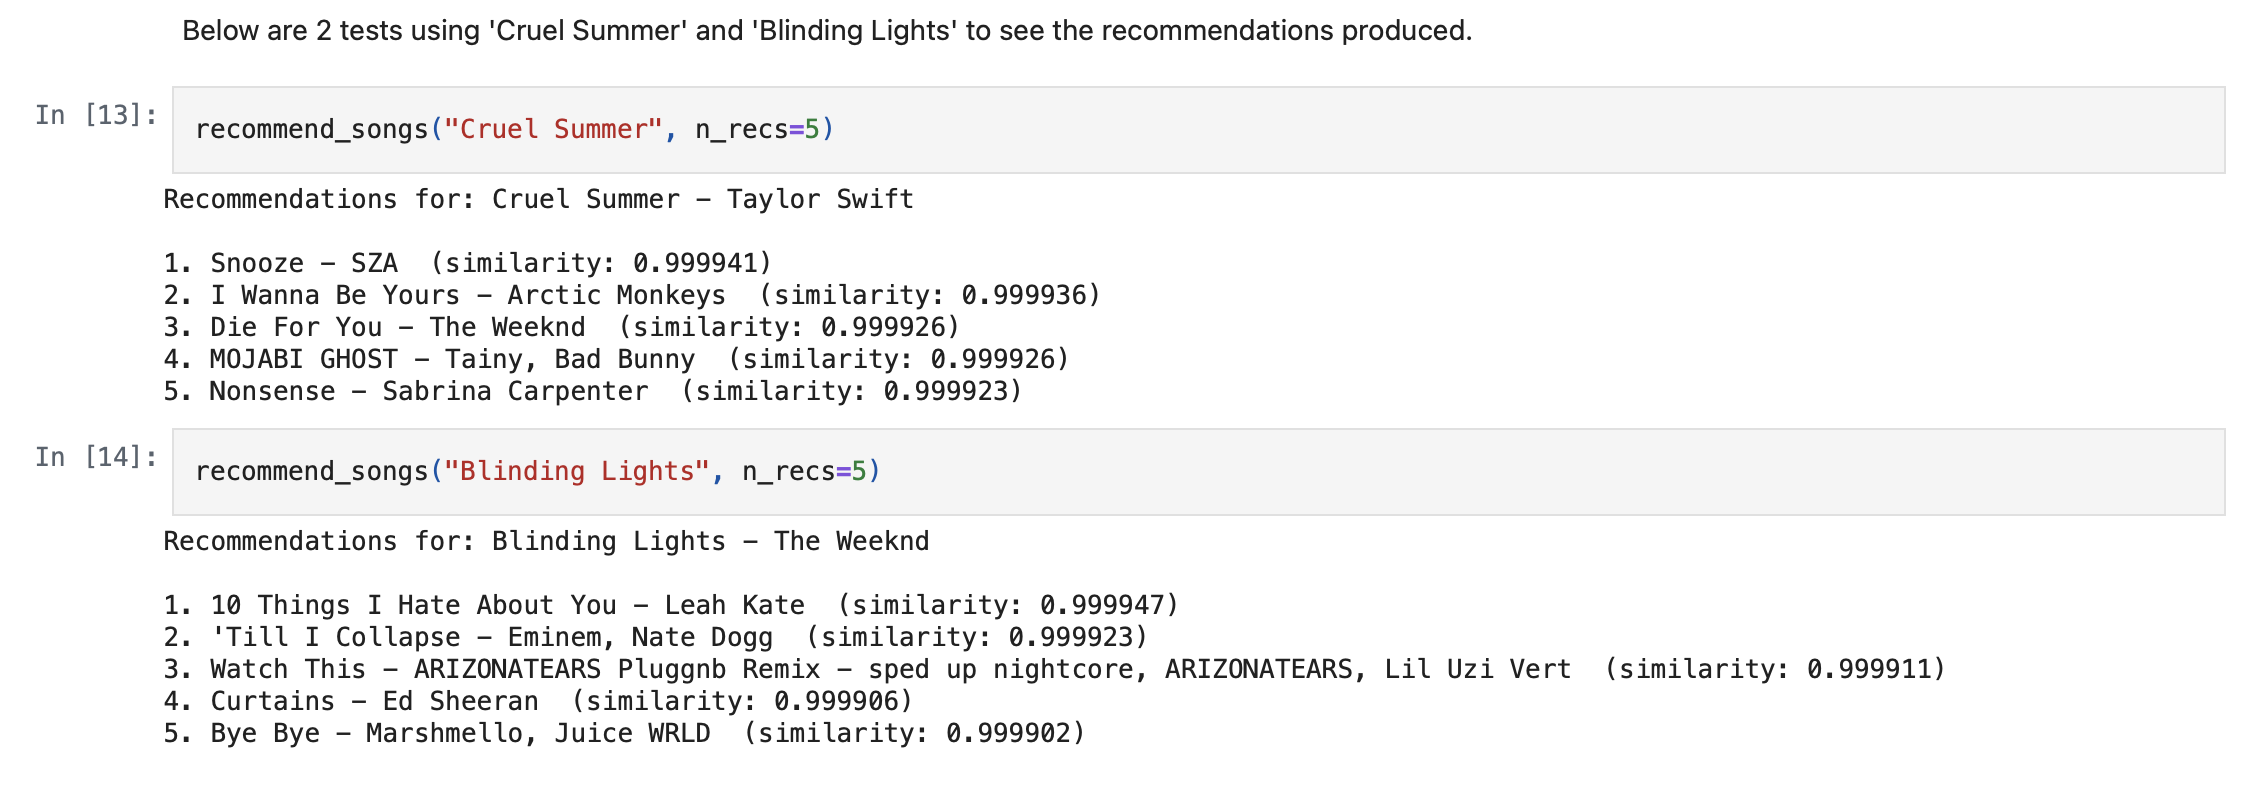 Below are 2 tests using 'Cruel Summer' and 'Blinding Lights' to see the recommendations produced.
In [13]:
recommend_songs("Cruel Summer", n_recs=5)
Recommendations for: Cruel Summer – Taylor Swift
1. Snooze – SZA  (similarity: 0.999941)
2. I Wanna Be Yours – Arctic Monkeys  (similarity: 0.999936)
3. Die For You – The Weeknd  (similarity: 0.999926)
4. MOJABI GHOST – Tainy, Bad Bunny  (similarity: 0.999926)
5. Nonsense – Sabrina Carpenter  (similarity: 0.999923)
In [14]:
recommend_songs("Blinding Lights", n_recs=5)
Recommendations for: Blinding Lights – The Weeknd
1. 10 Things I Hate About You – Leah Kate  (similarity: 0.999947)
2. 'Till I Collapse – Eminem, Nate Dogg  (similarity: 0.999923)
3. Watch This – ARIZONATEARS Pluggnb Remix – sped up nightcore, ARIZONATEARS, Lil Uzi Vert  (similarity: 0.999911)
4. Curtains – Ed Sheeran  (similarity: 0.999906)
5. Bye Bye – Marshmello, Juice WRLD  (similarity: 0.999902)